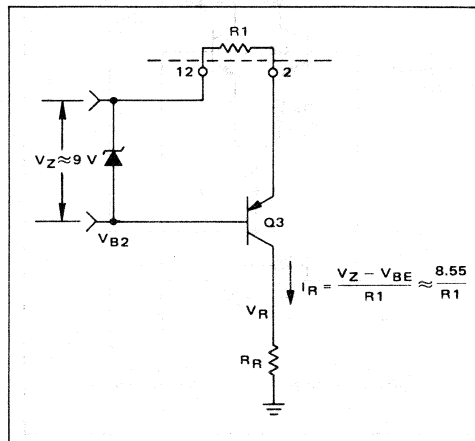 R1
12
2
VZ ≈ 9 V
Q3
VB2
IR = VZ – VBE / R1 ≈ 8.55 / R1
VR
RR